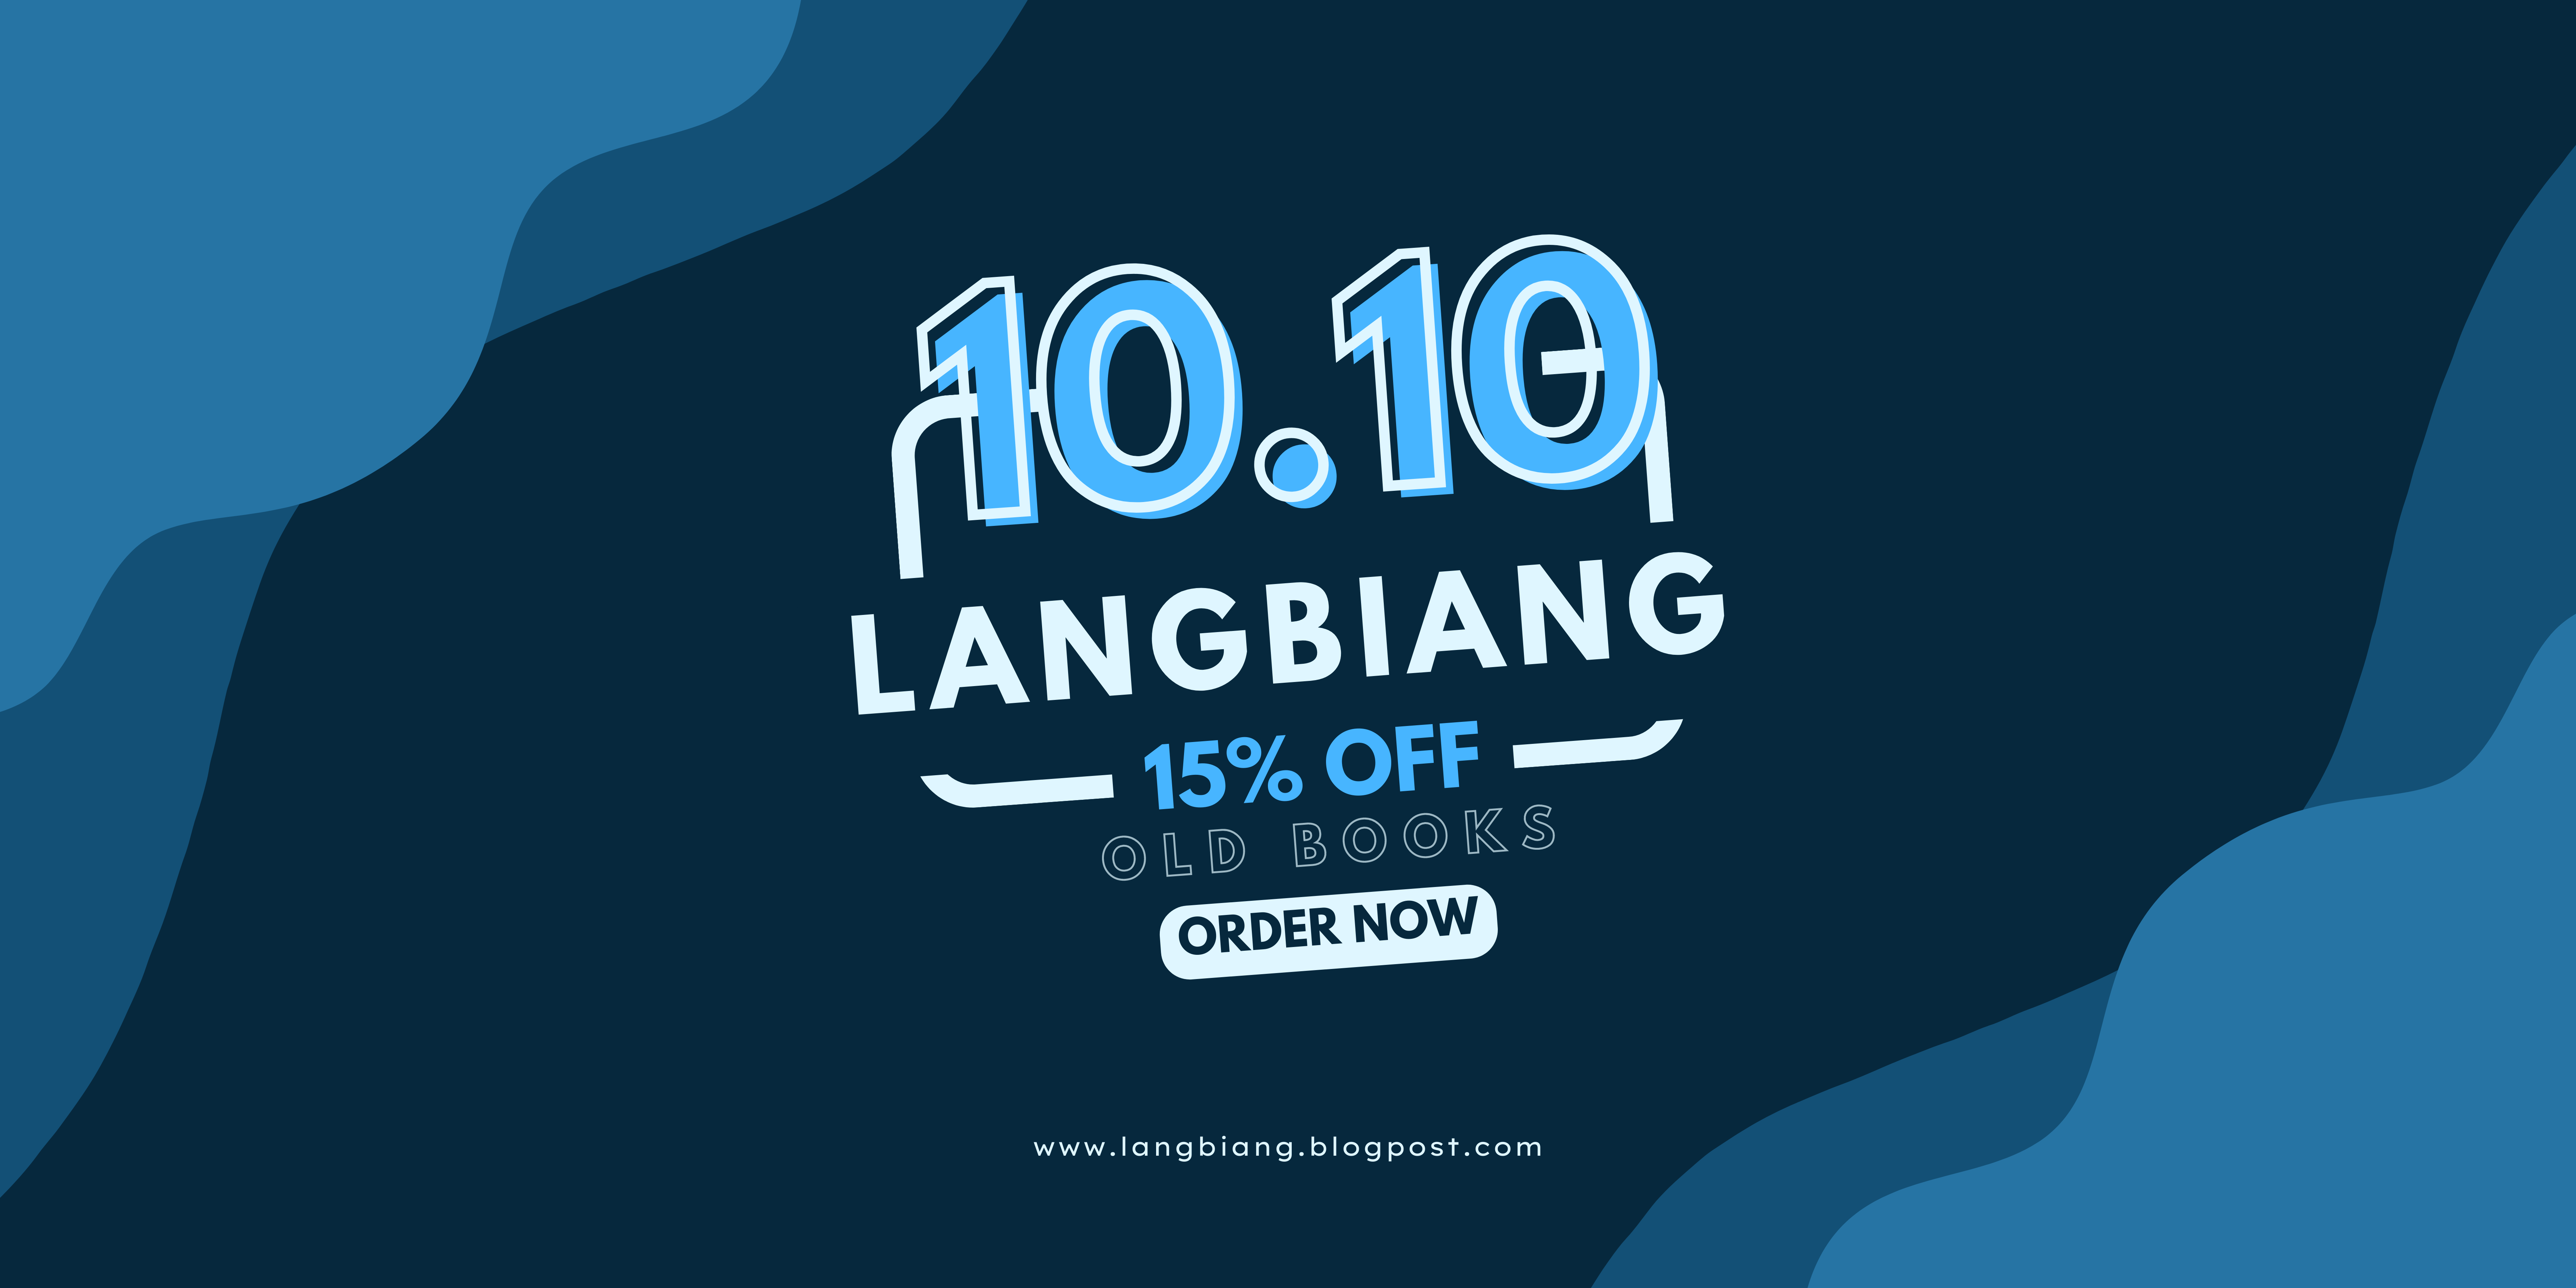 10.10
LANGBIANG
15% OFF
OLD BOOKS
ORDER NOW
www.langbiang.blogpost.com